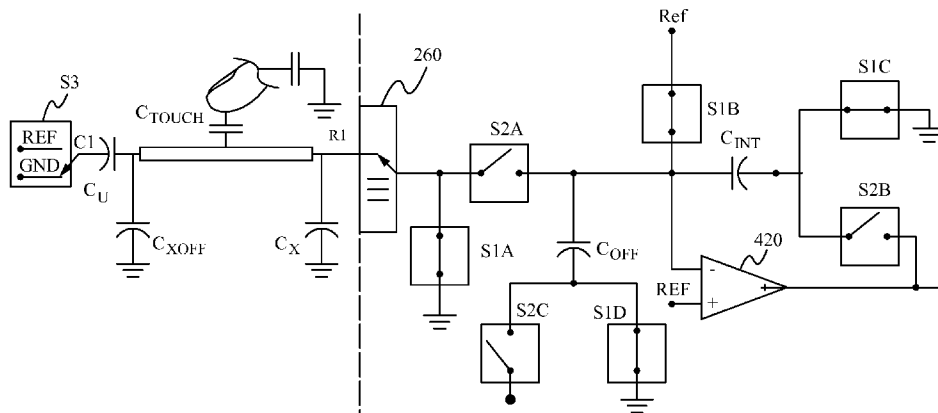 Ref
260
S3
S1C
C_TOUCH
S1B
S2A
C_INT
R1
REF
C1
GND
S2B
C_U
C_XOFF
C_X
S1A
C_OFF
420
-
REF
+
+
S2C
S1D